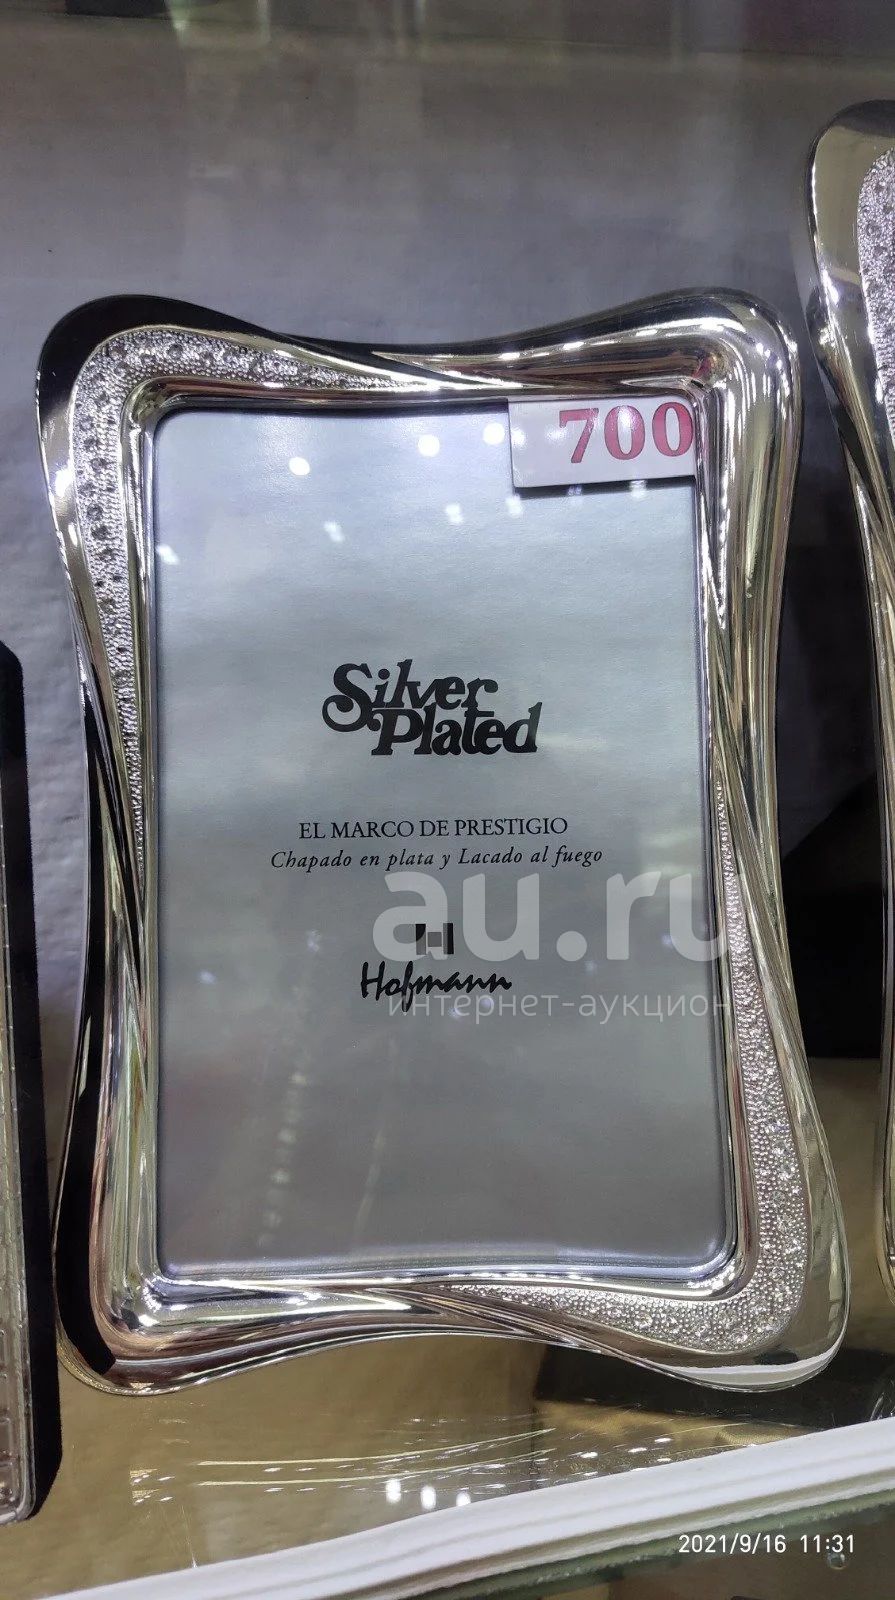 700
Silver
Plated
EL MARCO DE PRESTIGIO
Chapado en plata y Lacado al fuego
au.ru
Hofmann
интернет-аукцион
2021/9/16 11:31